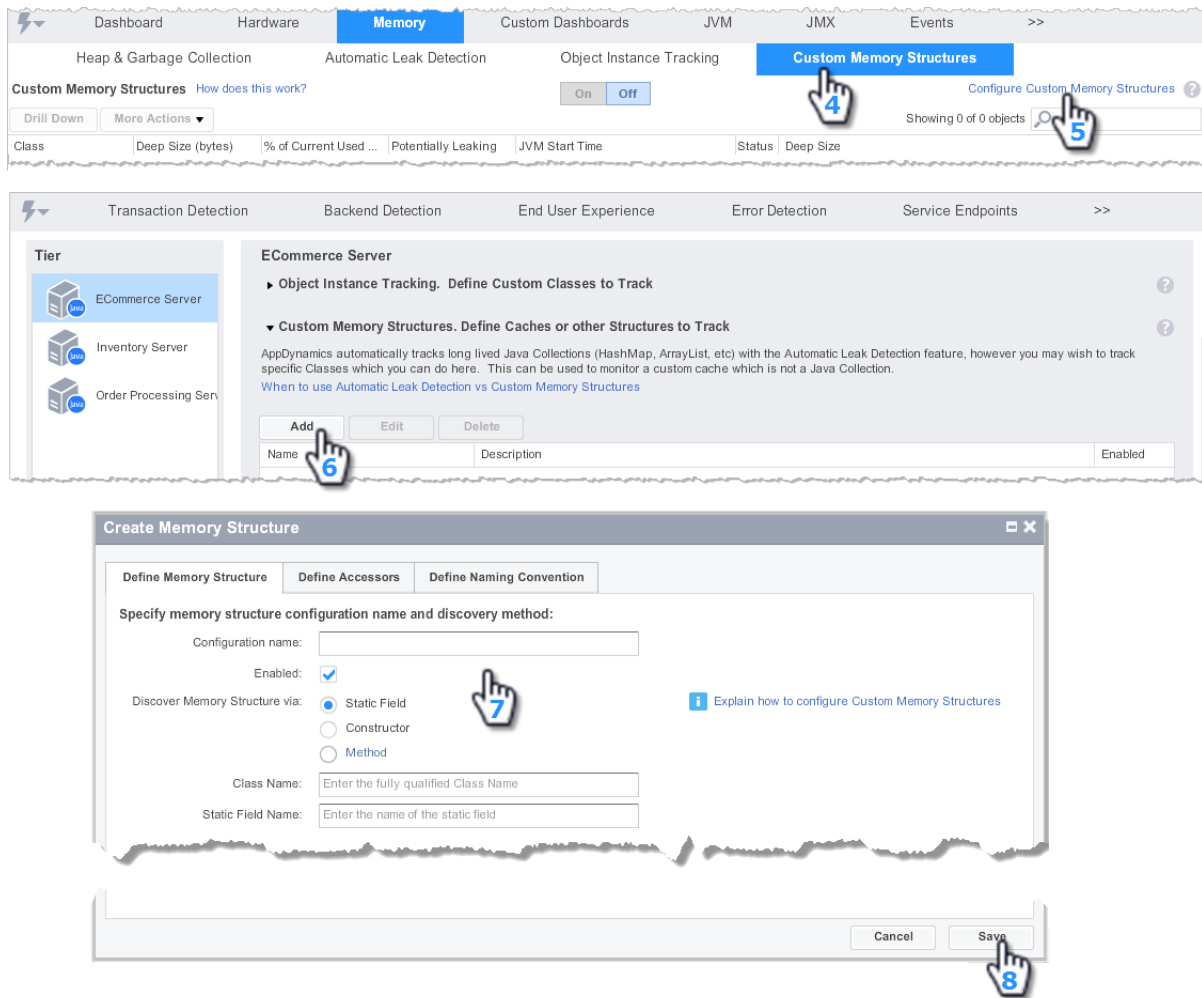 Dashboard Hardware Memory Custom Dashboards JVM JMX Events >>
Heap & Garbage Collection Automatic Leak Detection Object Instance Tracking Custom Memory Structures
4
Custom Memory Structures How does this work? On Off Configure Custom Memory Structures ?
5
Drill Down More Actions Showing 0 of 0 objects
Class Deep Size (bytes) % of Current Used ... Potentially Leaking JVM Start Time Status Deep Size
Transaction Detection Backend Detection End User Experience Error Detection Service Endpoints >>
Tier
ECommerce Server
Java
Inventory Server
Java
Order Processing Serv
Java
ECommerce Server
Object Instance Tracking. Define Custom Classes to Track ?
Custom Memory Structures. Define Caches or other Structures to Track ?
AppDynamics automatically tracks long lived Java Collections (HashMap, ArrayList, etc) with the Automatic Leak Detection feature, however you may wish to track
specific Classes which you can do here. This can be used to monitor a custom cache which is not a Java Collection.
When to use Automatic Leak Detection vs Custom Memory Structures
Add Edit Delete
6
Name Description Enabled
Create Memory Structure
Define Memory Structure Define Accessors Define Naming Convention
Specify memory structure configuration name and discovery method:
Configuration name:
Enabled:
7
Discover Memory Structure via: Static Field i Explain how to configure Custom Memory Structures
Constructor
Method
Class Name: Enter the fully qualified Class Name
Static Field Name: Enter the name of the static field
Cancel Save
8